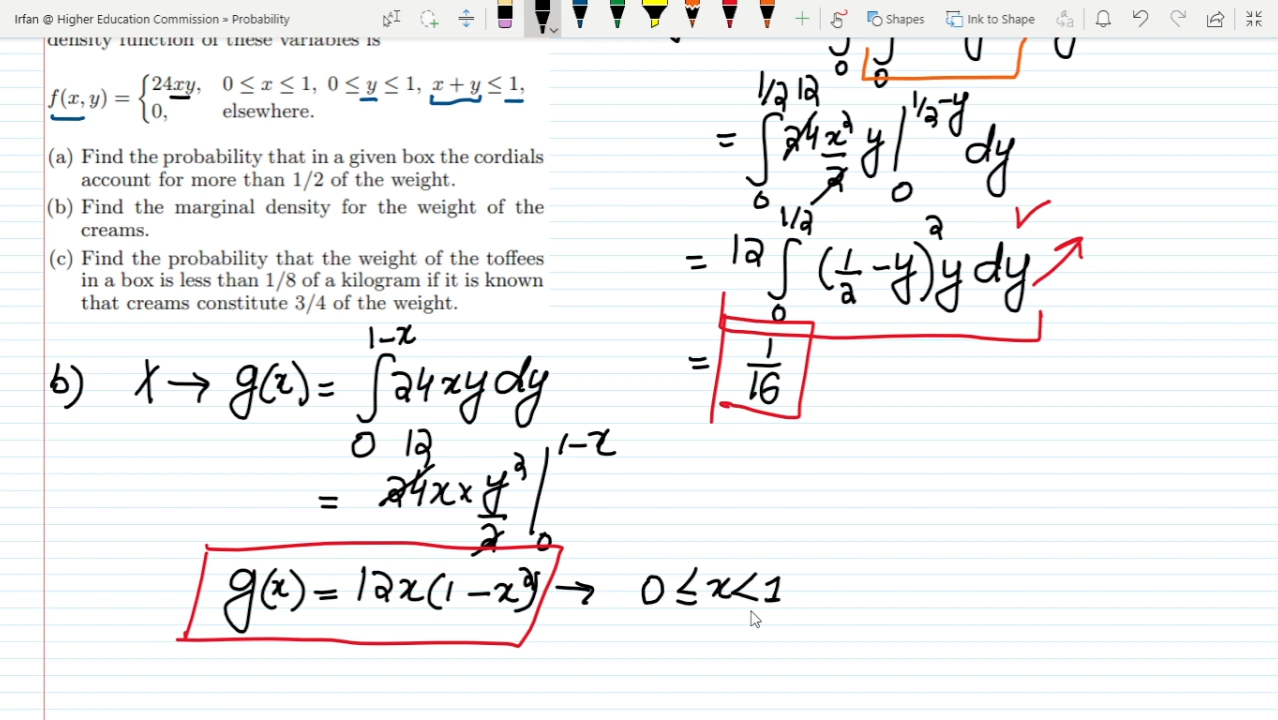 Irfan @ Higher Education Commission » Probability
Shapes
Ink to Shape
density function of these variables is
f(x, y) = { 24xy, 0 ≤ x ≤ 1, 0 ≤ y ≤ 1, x + y ≤ 1,
0, elsewhere.
(a) Find the probability that in a given box the cordials
account for more than 1/2 of the weight.
(b) Find the marginal density for the weight of the
creams.
(c) Find the probability that the weight of the toffees
in a box is less than 1/8 of a kilogram if it is known
that creams constitute 3/4 of the weight.
b) X → g(x) = ∫₀^{1-x} 24xy dy
12
= 24x × y²/2 |₀^{1-x}
g(x) = 12x(1-x²) → 0 ≤ x < 1
0 0
1/2 12
= ∫₀ 24 x²/2 y |₀^{1/2-y} dy
= 12 ∫₀^{1/2} (1/2 - y)² y dy
= 1/16